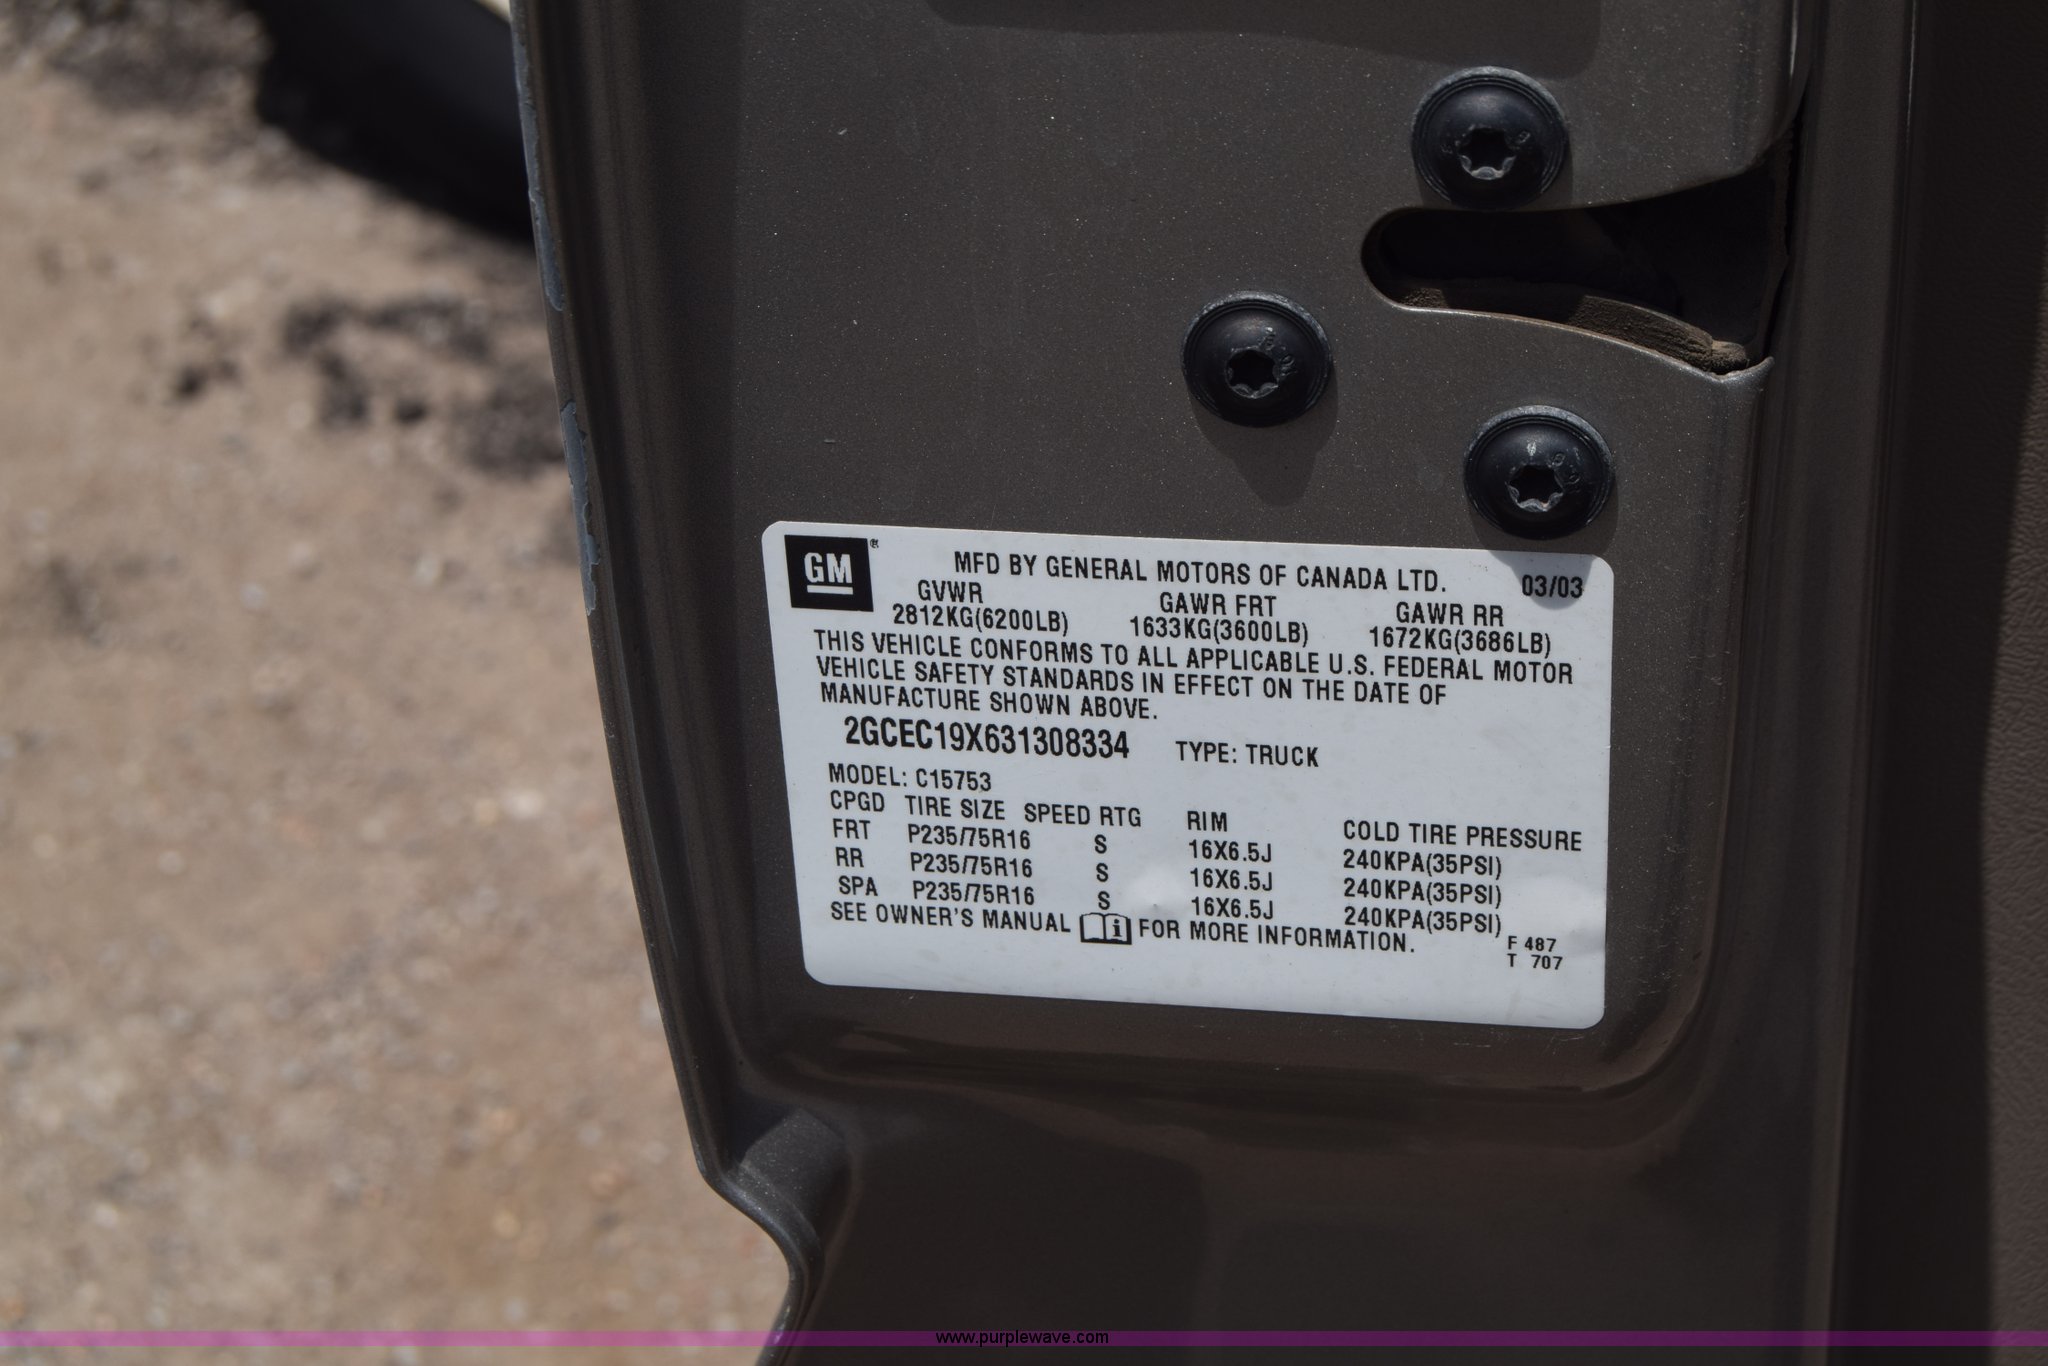 GM®
MFD BY GENERAL MOTORS OF CANADA LTD. 03/03
GVWR GAWR FRT GAWR RR
2812KG(6200LB) 1633KG(3600LB) 1672KG(3686LB)
THIS VEHICLE CONFORMS TO ALL APPLICABLE U.S. FEDERAL MOTOR
VEHICLE SAFETY STANDARDS IN EFFECT ON THE DATE OF
MANUFACTURE SHOWN ABOVE.
2GCEC19X631308334 TYPE: TRUCK
MODEL: C15753
CPGD TIRE SIZE SPEED RTG RIM COLD TIRE PRESSURE
FRT P235/75R16 S 16X6.5J 240KPA(35PSI)
RR P235/75R16 S 16X6.5J 240KPA(35PSI)
SPA P235/75R16 S 16X6.5J 240KPA(35PSI)
SEE OWNER'S MANUAL i FOR MORE INFORMATION.
F 487
T 707
www.purplewave.com